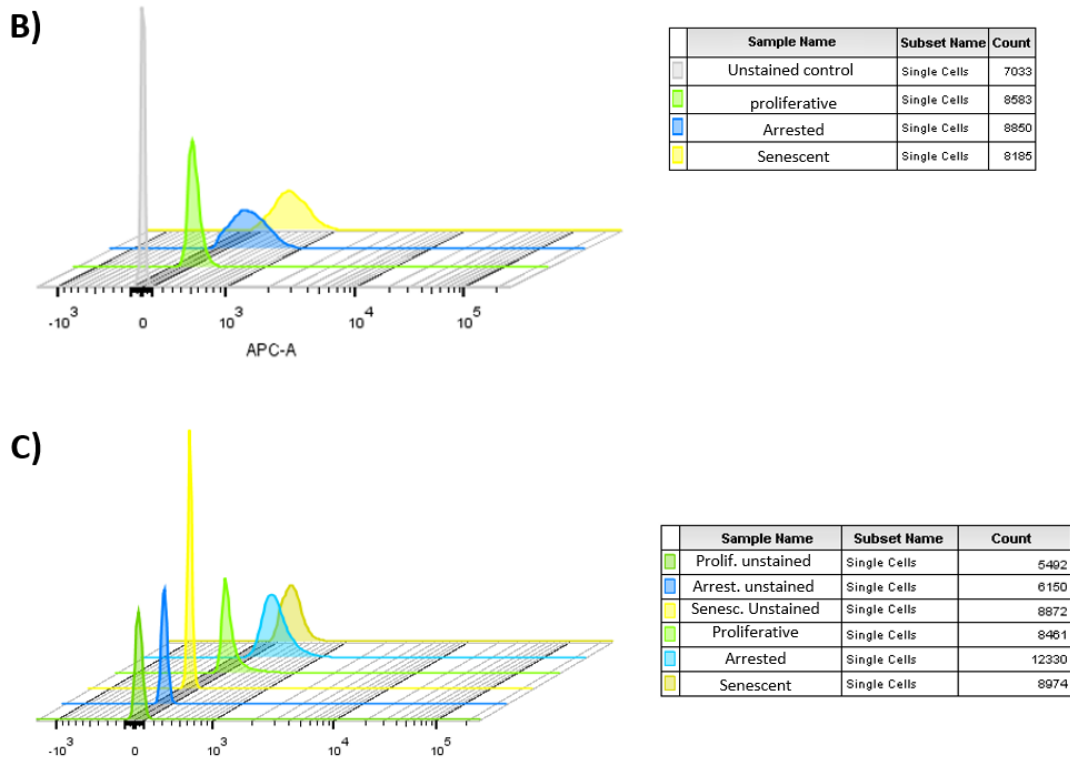 B)
Sample Name Subset Name Count
Unstained control Single Cells 7033
proliferative Single Cells 8583
Arrested Single Cells 8850
Senescent Single Cells 8185
-10³ 0 10³ 10⁴ 10⁵
APC-A
C)
Sample Name Subset Name Count
Prolif. unstained Single Cells 5492
Arrest. unstained Single Cells 6150
Senesc. Unstained Single Cells 8872
Proliferative Single Cells 8461
Arrested Single Cells 12330
Senescent Single Cells 8974
-10³ 0 10³ 10⁴ 10⁵